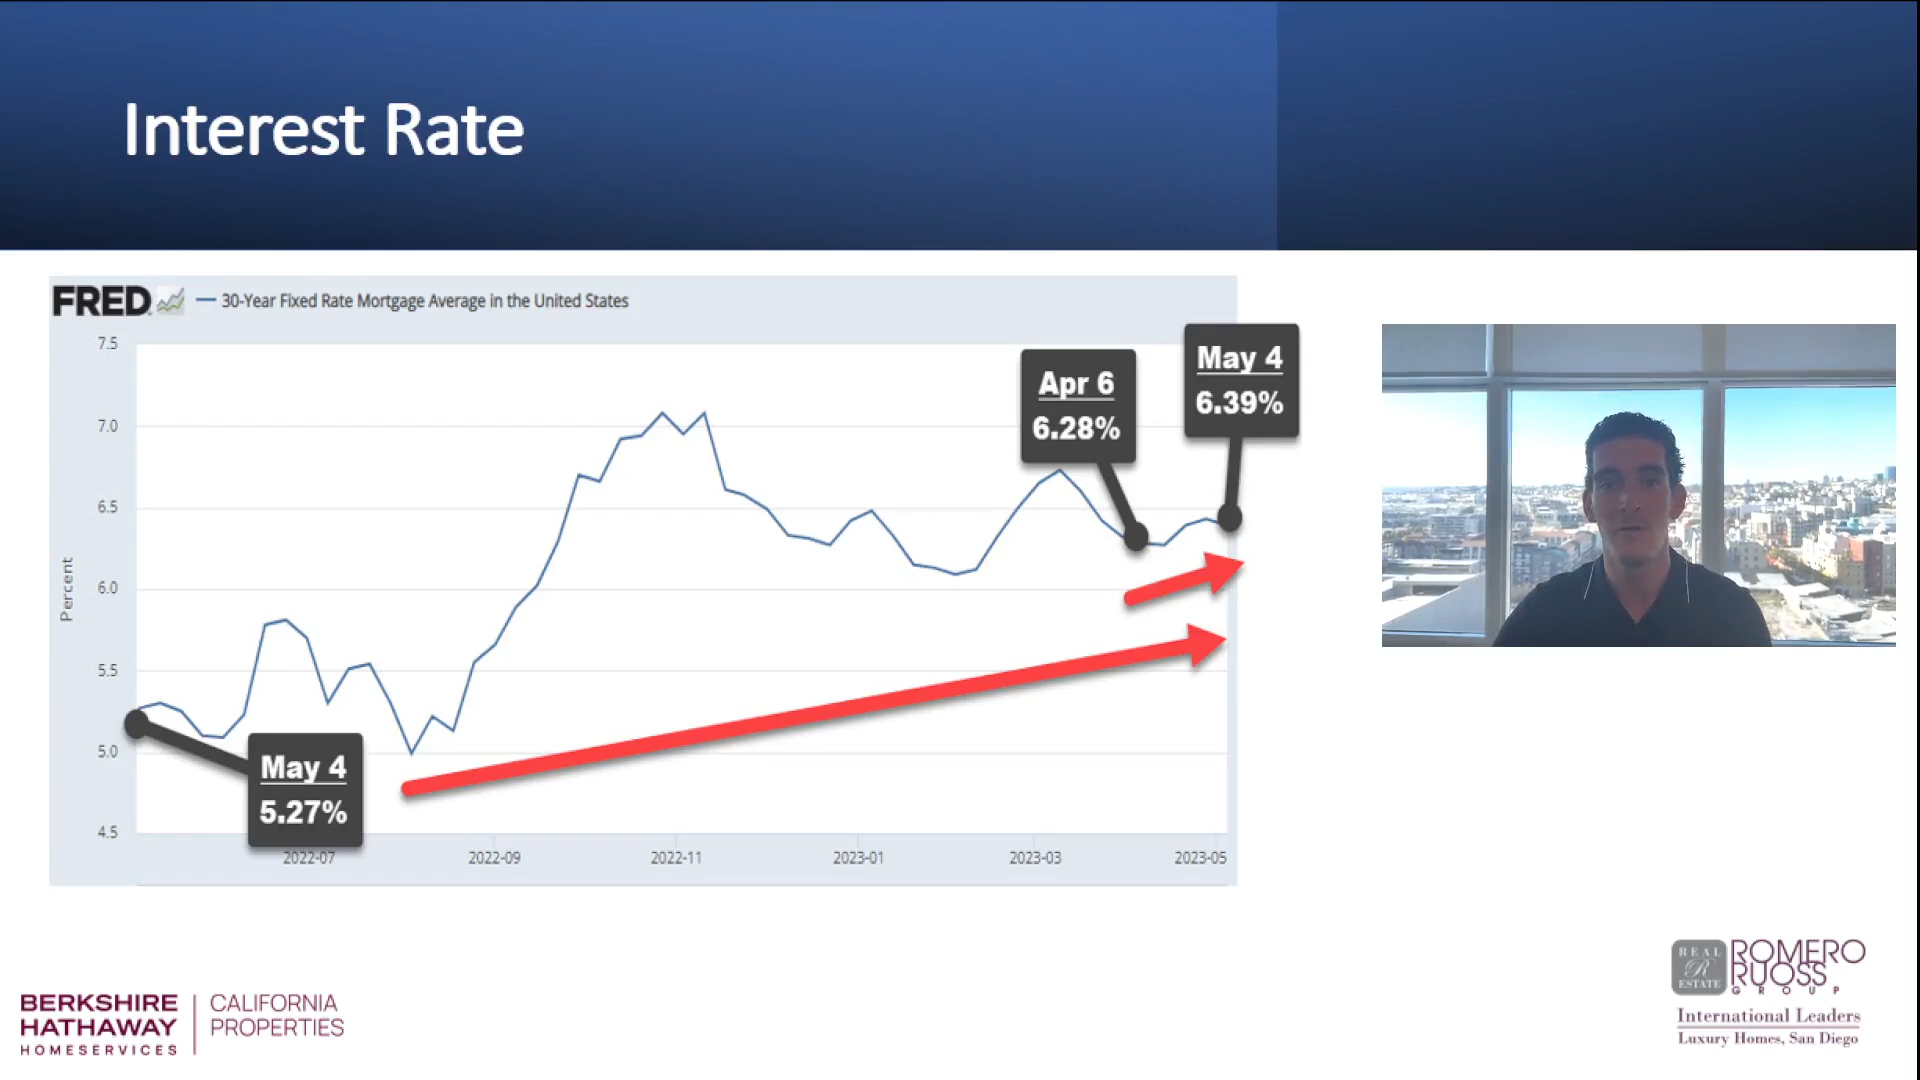 Interest Rate
FRED
30-Year Fixed Rate Mortgage Average in the United States
7.5
7.0
6.5
6.0
5.5
5.0
4.5
Percent
May 4
5.27%
Apr 6
6.28%
May 4
6.39%
2022-07
2022-09
2022-11
2023-01
2023-03
2023-05
BERKSHIRE
HATHAWAY
HOMESERVICES
CALIFORNIA
PROPERTIES
REAL
R
ESTATE
ROMERO
RUOSS
GROUP
International Leaders
Luxury Homes, San Diego